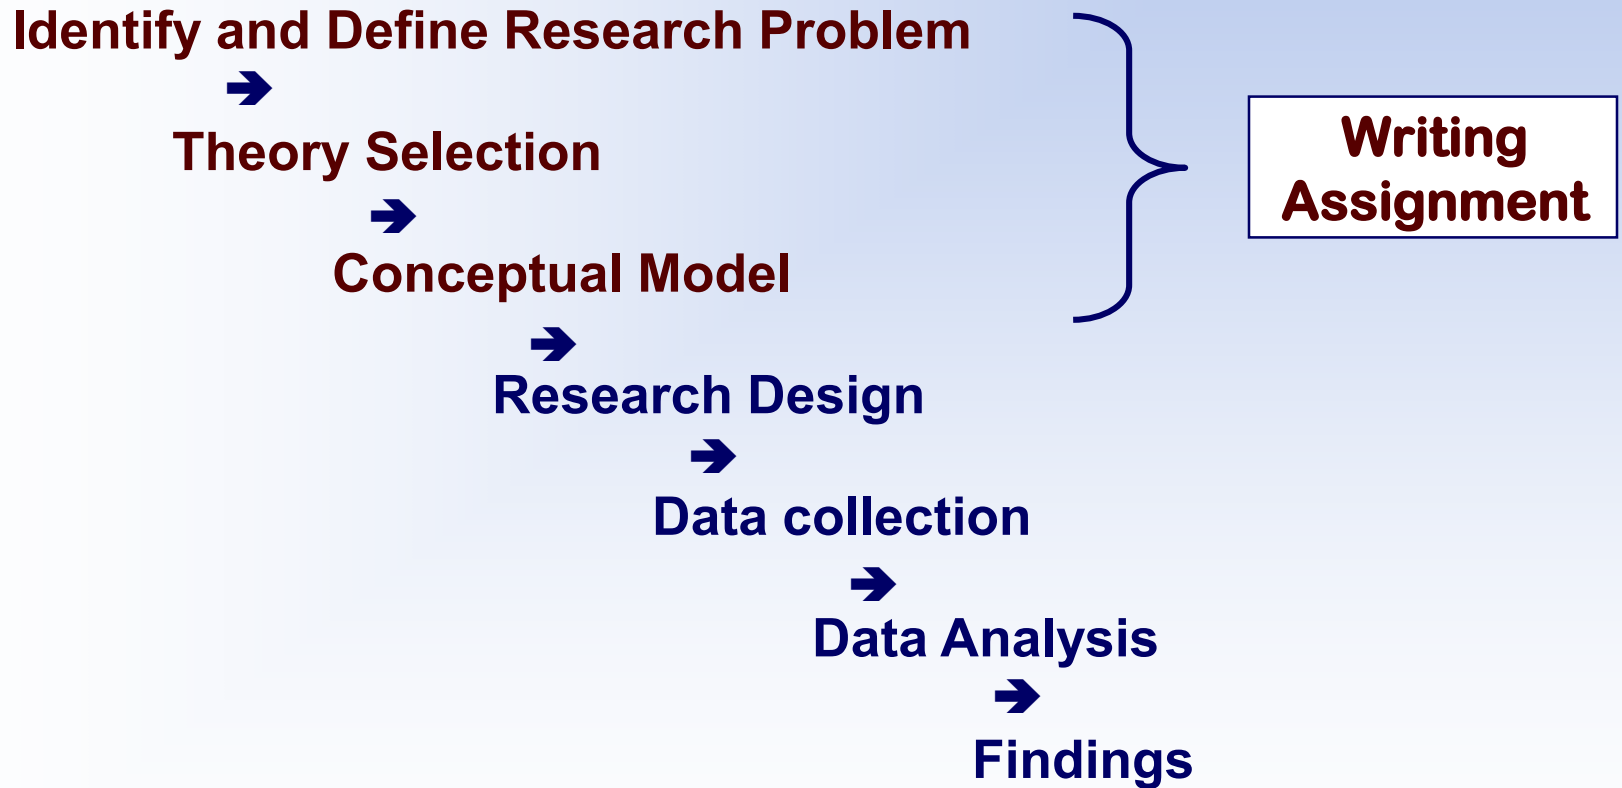 Identify and Define Research Problem
➔
Theory Selection
➔
Conceptual Model
➔
Research Design
➔
Data collection
➔
Data Analysis
➔
Findings
Writing
Assignment